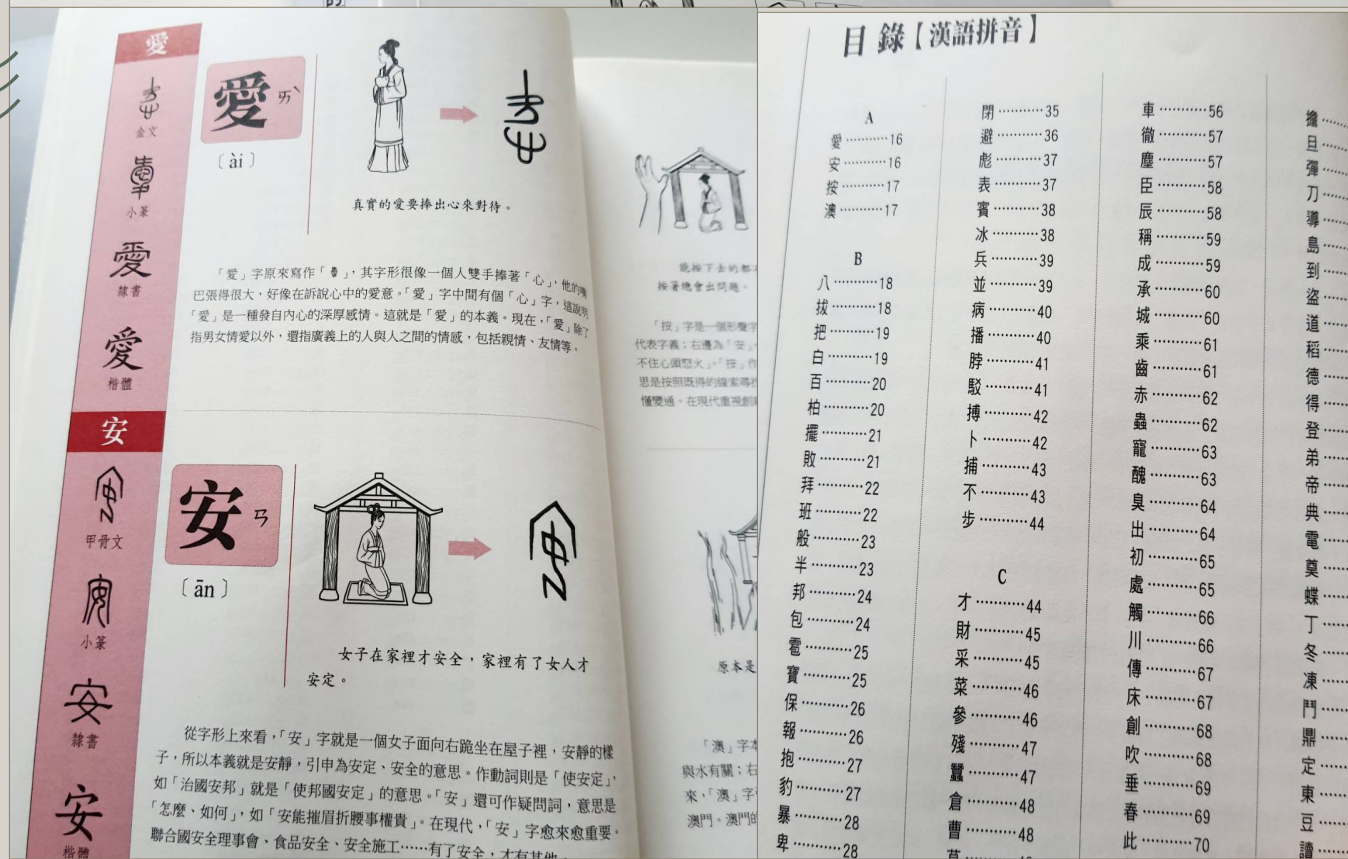 愛
金文
小篆
隸書
愛
楷體
愛 ㄞˋ
〔ài〕
真實的愛要捧出心來對待。
「愛」字原來寫作「」,其字形很像一個人雙手捧著「心」,他的嘴
巴張得很大,好像在訴說心中的愛意。「愛」字中間有個「心」字,這說明
「愛」是一種發自內心的深厚感情。這就是「愛」的本義。現在,「愛」除了
指男女情愛以外,還指廣義上的人與人之間的情感,包括親情、友情等。
安
甲骨文
小篆
安
隸書
安
楷體
安 ㄢ
〔ān〕
女子在家裡才安全,家裡有了女人才
安定。
從字形上來看,「安」字就是一個女子面向右跪坐在屋子裡,安靜的樣
子,所以本義就是安靜,引申為安定、安全的意思。作動詞則是「使安定」,
如「治國安邦」就是「使邦國安定」的意思。「安」還可作疑問詞,意思是
「怎麼、如何」,如「安能摧眉折腰事權貴」。在現代,「安」字愈來愈重要。
聯合國安全理事會、食品安全、安全施工……有了安全,才有其他
能按下去的都不
按著總會出問題。
「按」字是一個形聲字
代表字義;右邊為「安」
不住心頭怒火」。「按」作
思是按照既得的線索尋找
懂變通。在現代重視創
原本是
「澳」字本
與水有關;右
來,「澳」字
澳門。澳門的
目錄【漢語拼音】
A
愛………16
安………16
按………17
澳………17
B
八………18
拔………18
把………19
白………19
百………20
柏………20
擺………21
敗………21
拜………22
班………22
般………23
半………23
邦………24
包………24
雹………25
寶………25
保………26
報………26
抱………27
豹………27
暴………28
卑………28
閉………35
避………36
彪………37
表………37
賓………38
冰………38
兵………39
並………39
病………40
播………40
脖………41
駁………41
搏………42
卜………42
捕………43
不………43
步………44
C
才………44
財………45
采………45
菜………46
參………46
殘………47
蠶………47
倉………48
曹………48
車………56
徹………57
塵………57
臣………58
辰………58
稱………59
成………59
承………60
城………60
乘………61
齒………61
赤………62
蟲………62
寵………63
醜………63
臭………64
出………64
初………65
處………65
觸………66
川………66
傳………67
床………67
創………68
吹………68
垂………69
春………69
此………70
擔……
旦……
彈……
刀……
導……
島……
到……
盜……
道……
稻……
德……
得……
登……
弟……
帝……
典……
電……
奠……
蝶……
丁……
冬……
凍……
鬥……
鼎……
定……
東……
豆……
讀……